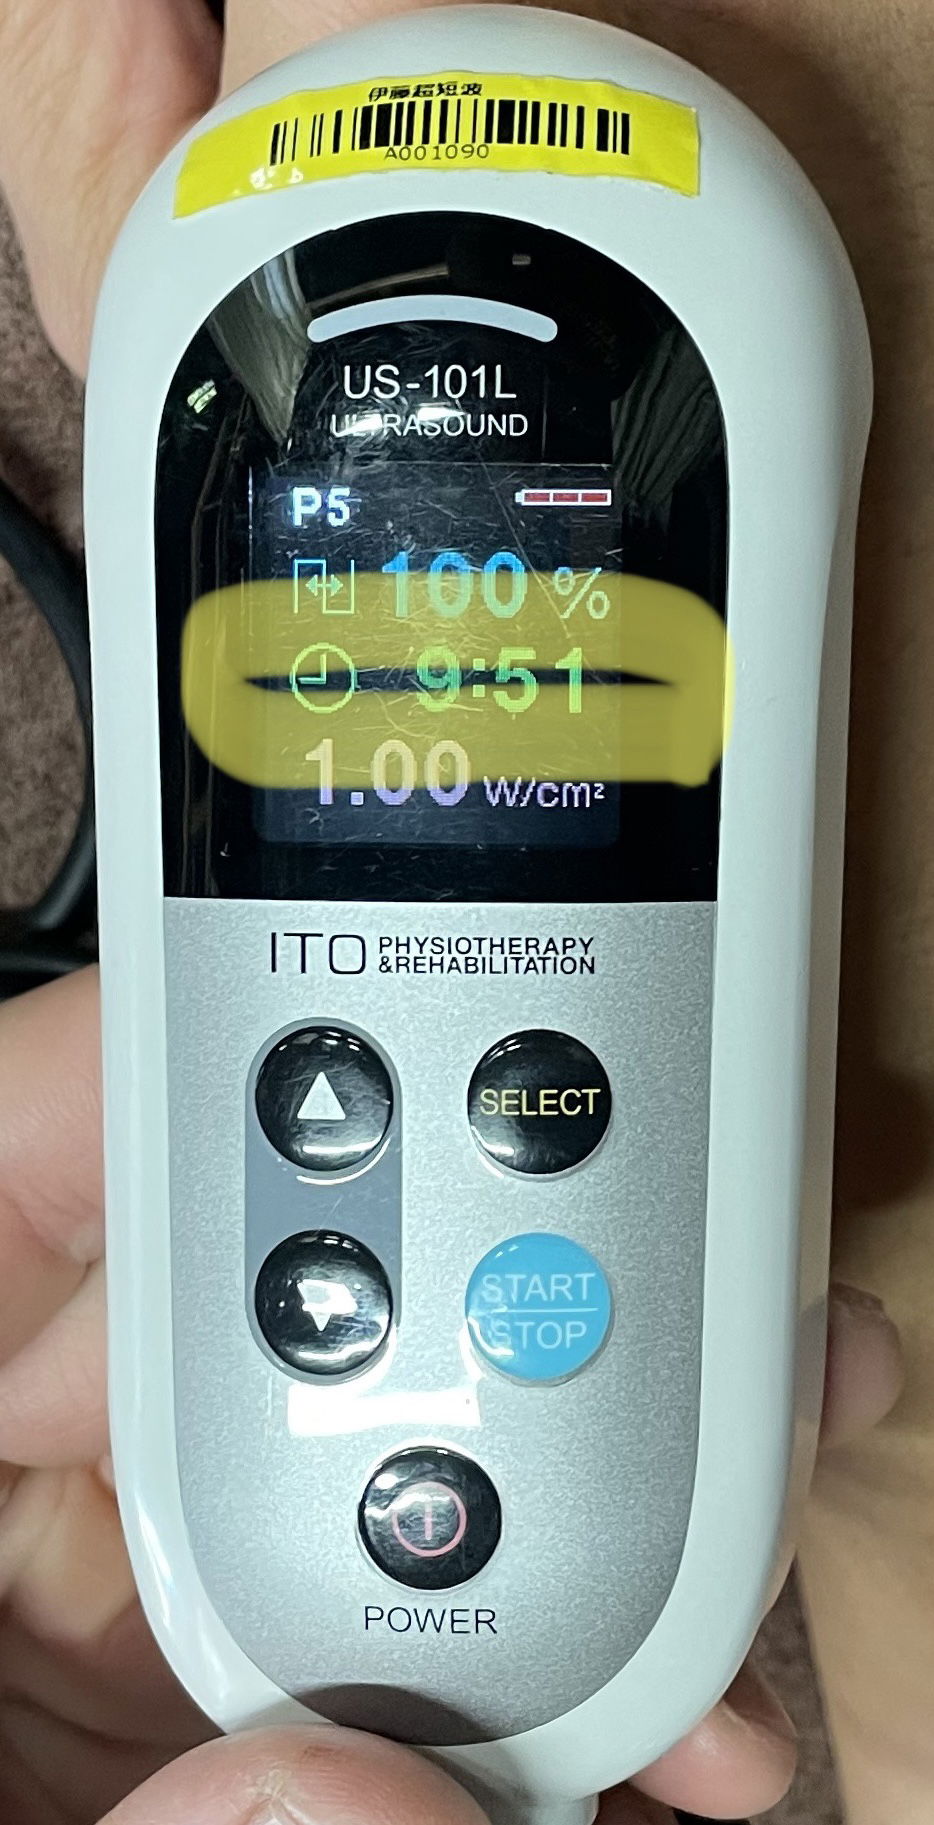 伊藤超短波
A001090
US-101L
ULTRASOUND
P5
100 %
9:51
1.00 W/cm²
ITO PHYSIOTHERAPY
&REHABILITATION
SELECT
START
STOP
POWER